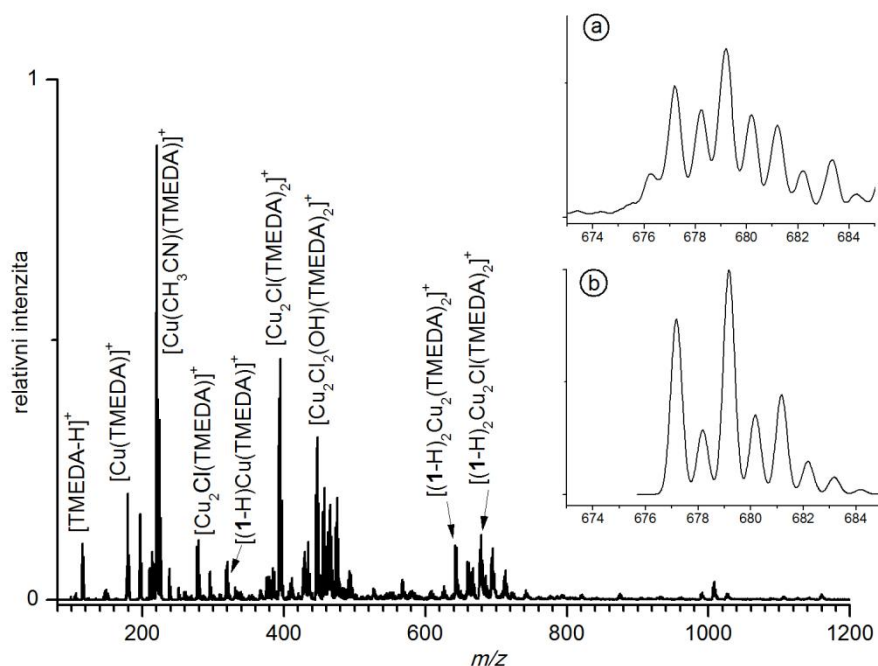 1
relativni intenzita
0
200
400
600
800
1000
1200
m/z
[TMEDA-H]⁺
[Cu(TMEDA)]⁺
[Cu(CH₃CN)(TMEDA)]⁺
[Cu₂Cl(TMEDA)]⁺
[(1-H)Cu(TMEDA)]⁺
[Cu₂Cl(TMEDA)₂]⁺
[Cu₂Cl₂(OH)(TMEDA)₂]⁺
[(1-H)₂Cu₂(TMEDA)₂]⁺
[(1-H)₂Cu₂Cl(TMEDA)₂]⁺
a
674
676
678
680
682
684
b
674
676
678
680
682
684